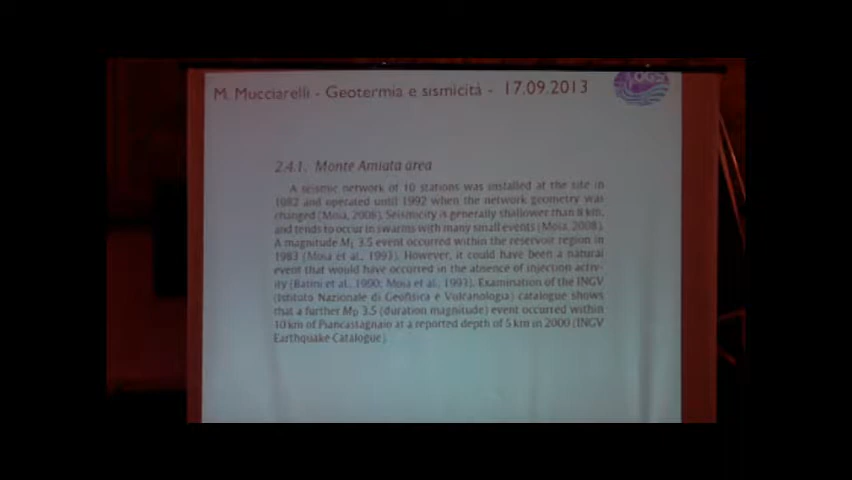 M. Mucciarelli - Geotermia e sismicità - 17.09.2013
OGS
2.4.1. Monte Amiata area
A seismic network of 10 stations was installed at the site in
1982 and operated until 1992 when the network geometry was
changed (Moia, 2008). Seismicity is generally shallower than 8 km,
and tends to occur in swarms with many small events (Moia, 2008).
A magnitude ML 3.5 event occurred within the reservoir region in
1983 (Moia et al., 1993). However, it could have been a natural
event that would have occurred in the absence of injection activ-
ity (Batini et al., 1990; Moia et al., 1993). Examination of the INGV
(Istituto Nazionale di Geofisica e Vulcanologia) catalogue shows
that a further MD 3.5 (duration magnitude) event occurred within
10 km of Piancastagnaio at a reported depth of 5 km in 2000 (INGV
Earthquake Catalogue).